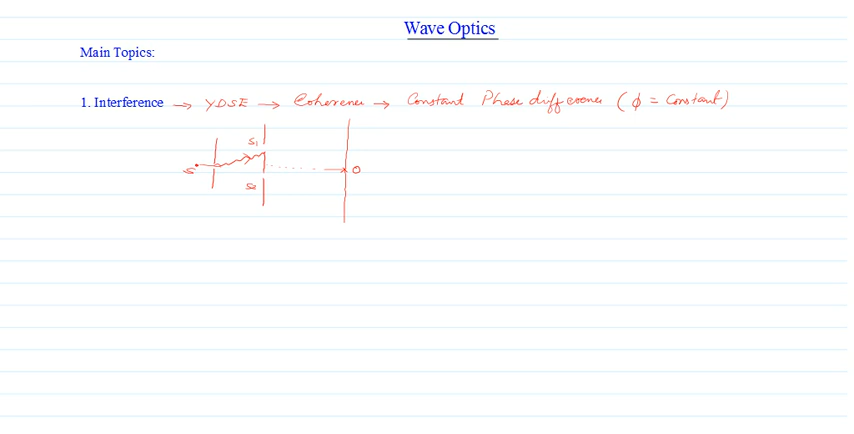 Wave Optics
Main Topics:
1. Interference → YDSE → Coherence → Constant Phase difference (ϕ = Constant)
S1
S
O
S2